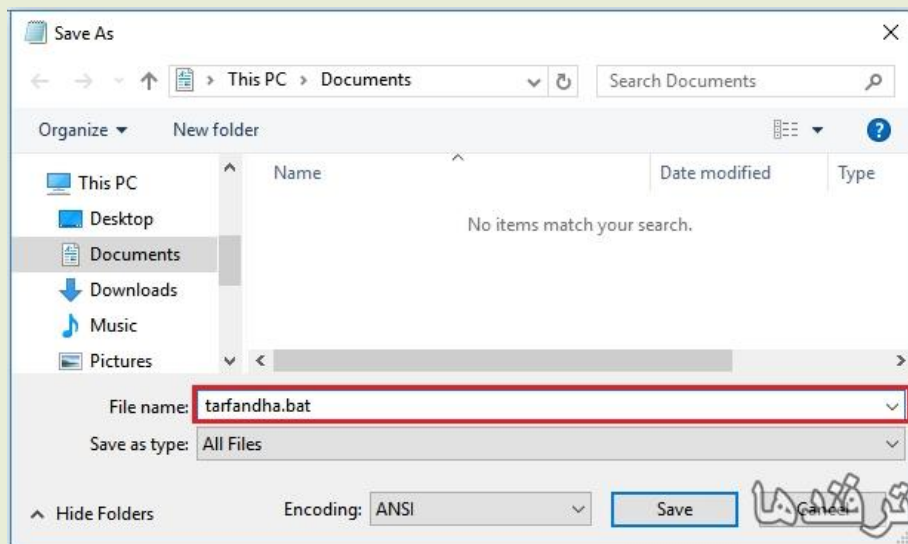 Save As
This PC > Documents
Search Documents
Organize
New folder
?
Name
Date modified
Type
No items match your search.
This PC
Desktop
Documents
Downloads
Music
Pictures
File name: tarfandha.bat
Save as type: All Files
Hide Folders
Encoding: ANSI
Save
Cancel
ترفندها